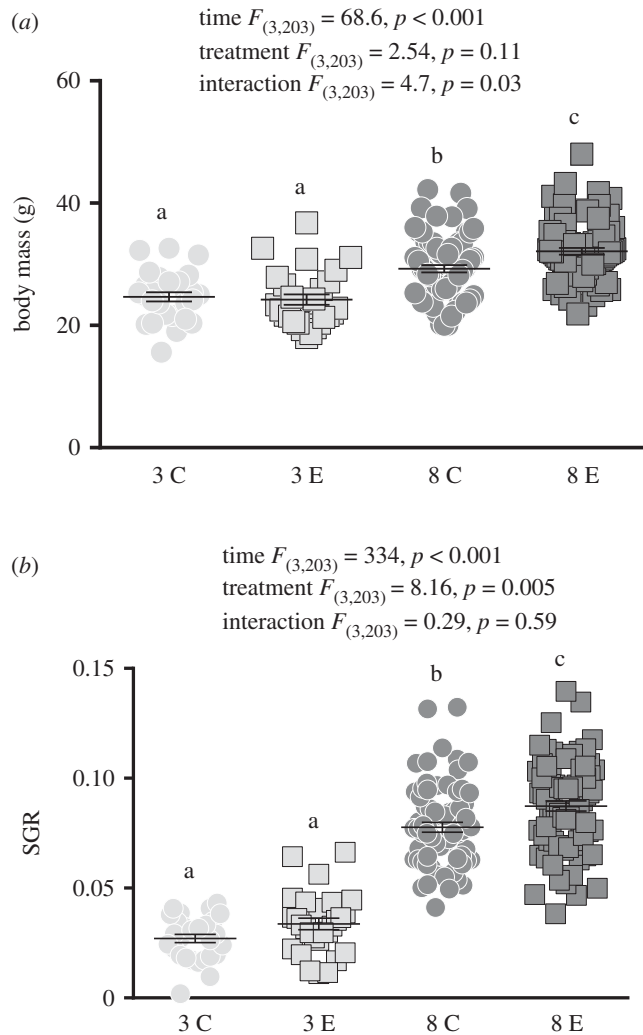 (a)
time F(3,203) = 68.6, p < 0.001
treatment F(3,203) = 2.54, p = 0.11
interaction F(3,203) = 4.7, p = 0.03
60
40
20
0
body mass (g)
a
a
b
c
3 C 3 E 8 C 8 E
(b)
time F(3,203) = 334, p < 0.001
treatment F(3,203) = 8.16, p = 0.005
interaction F(3,203) = 0.29, p = 0.59
0.15
0.10
0.05
0
SGR
a
a
b
c
3 C 3 E 8 C 8 E